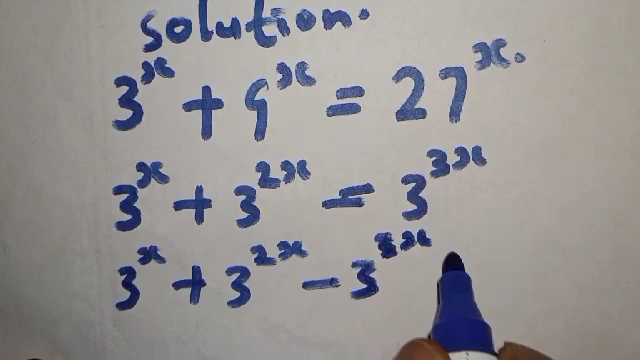 solution.
3^x + 9^x = 27^x.
3^x + 3^2x = 3^3x
3^x + 3^2x - 3^3x